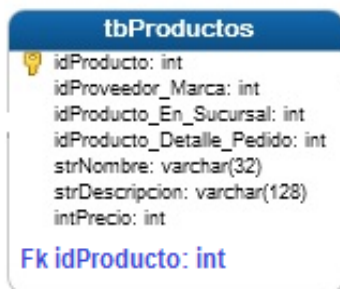 tbProductos
idProducto: int
idProveedor_Marca: int
idProducto_En_Sucursal: int
idProducto_Detalle_Pedido: int
strNombre: varchar(32)
strDescripcion: varchar(128)
intPrecio: int
Fk idProducto: int